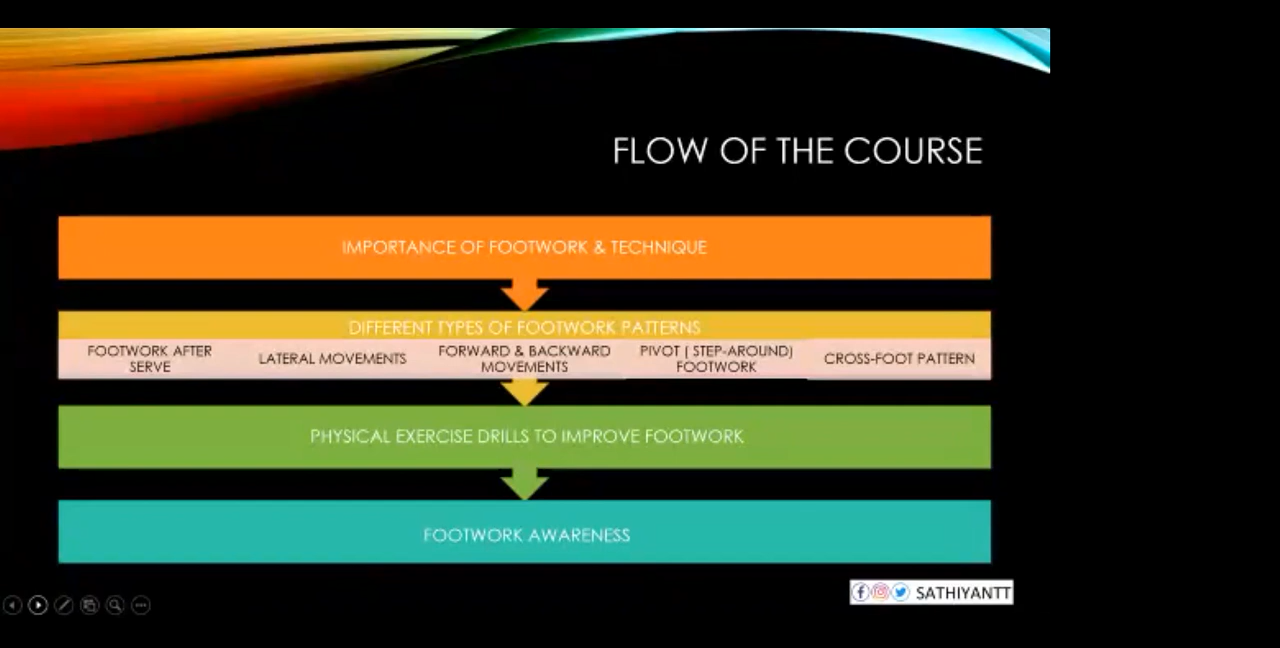 FLOW OF THE COURSE
IMPORTANCE OF FOOTWORK & TECHNIQUE
DIFFERENT TYPES OF FOOTWORK PATTERNS
FOOTWORK AFTER
SERVE
LATERAL MOVEMENTS
FORWARD & BACKWARD
MOVEMENTS
PIVOT ( STEP-AROUND)
FOOTWORK
CROSS-FOOT PATTERN
PHYSICAL EXERCISE DRILLS TO IMPROVE FOOTWORK
FOOTWORK AWARENESS
SATHIYANTT